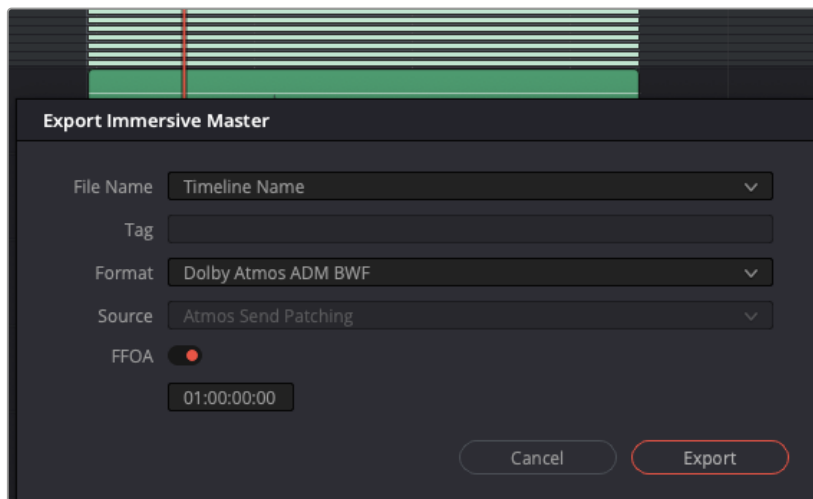 Export Immersive Master
File Name Timeline Name
Tag
Format Dolby Atmos ADM BWF
Source Atmos Send Patching
FFOA
01:00:00:00
Cancel Export